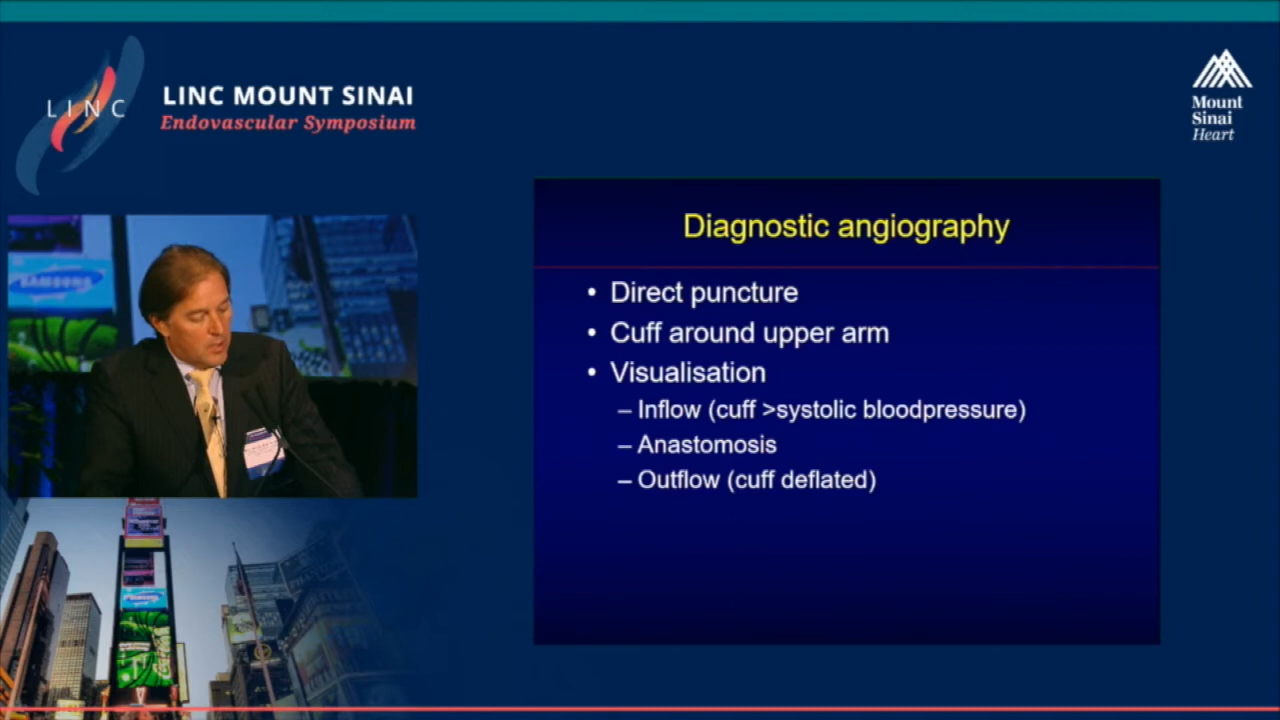 LINC
LINC MOUNT SINAI
Endovascular Symposium
Mount
Sinai
Heart
SAMSUNG
Diagnostic angiography
• Direct puncture
• Cuff around upper arm
• Visualisation
– Inflow (cuff >systolic bloodpressure)
– Anastomosis
– Outflow (cuff deflated)